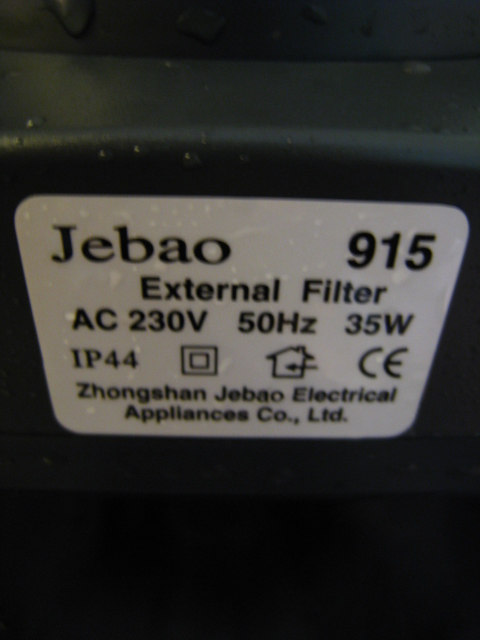 Jebao 915
External Filter
AC 230V 50Hz 35W
IP44 CE
Zhongshan Jebao Electrical
Appliances Co., Ltd.